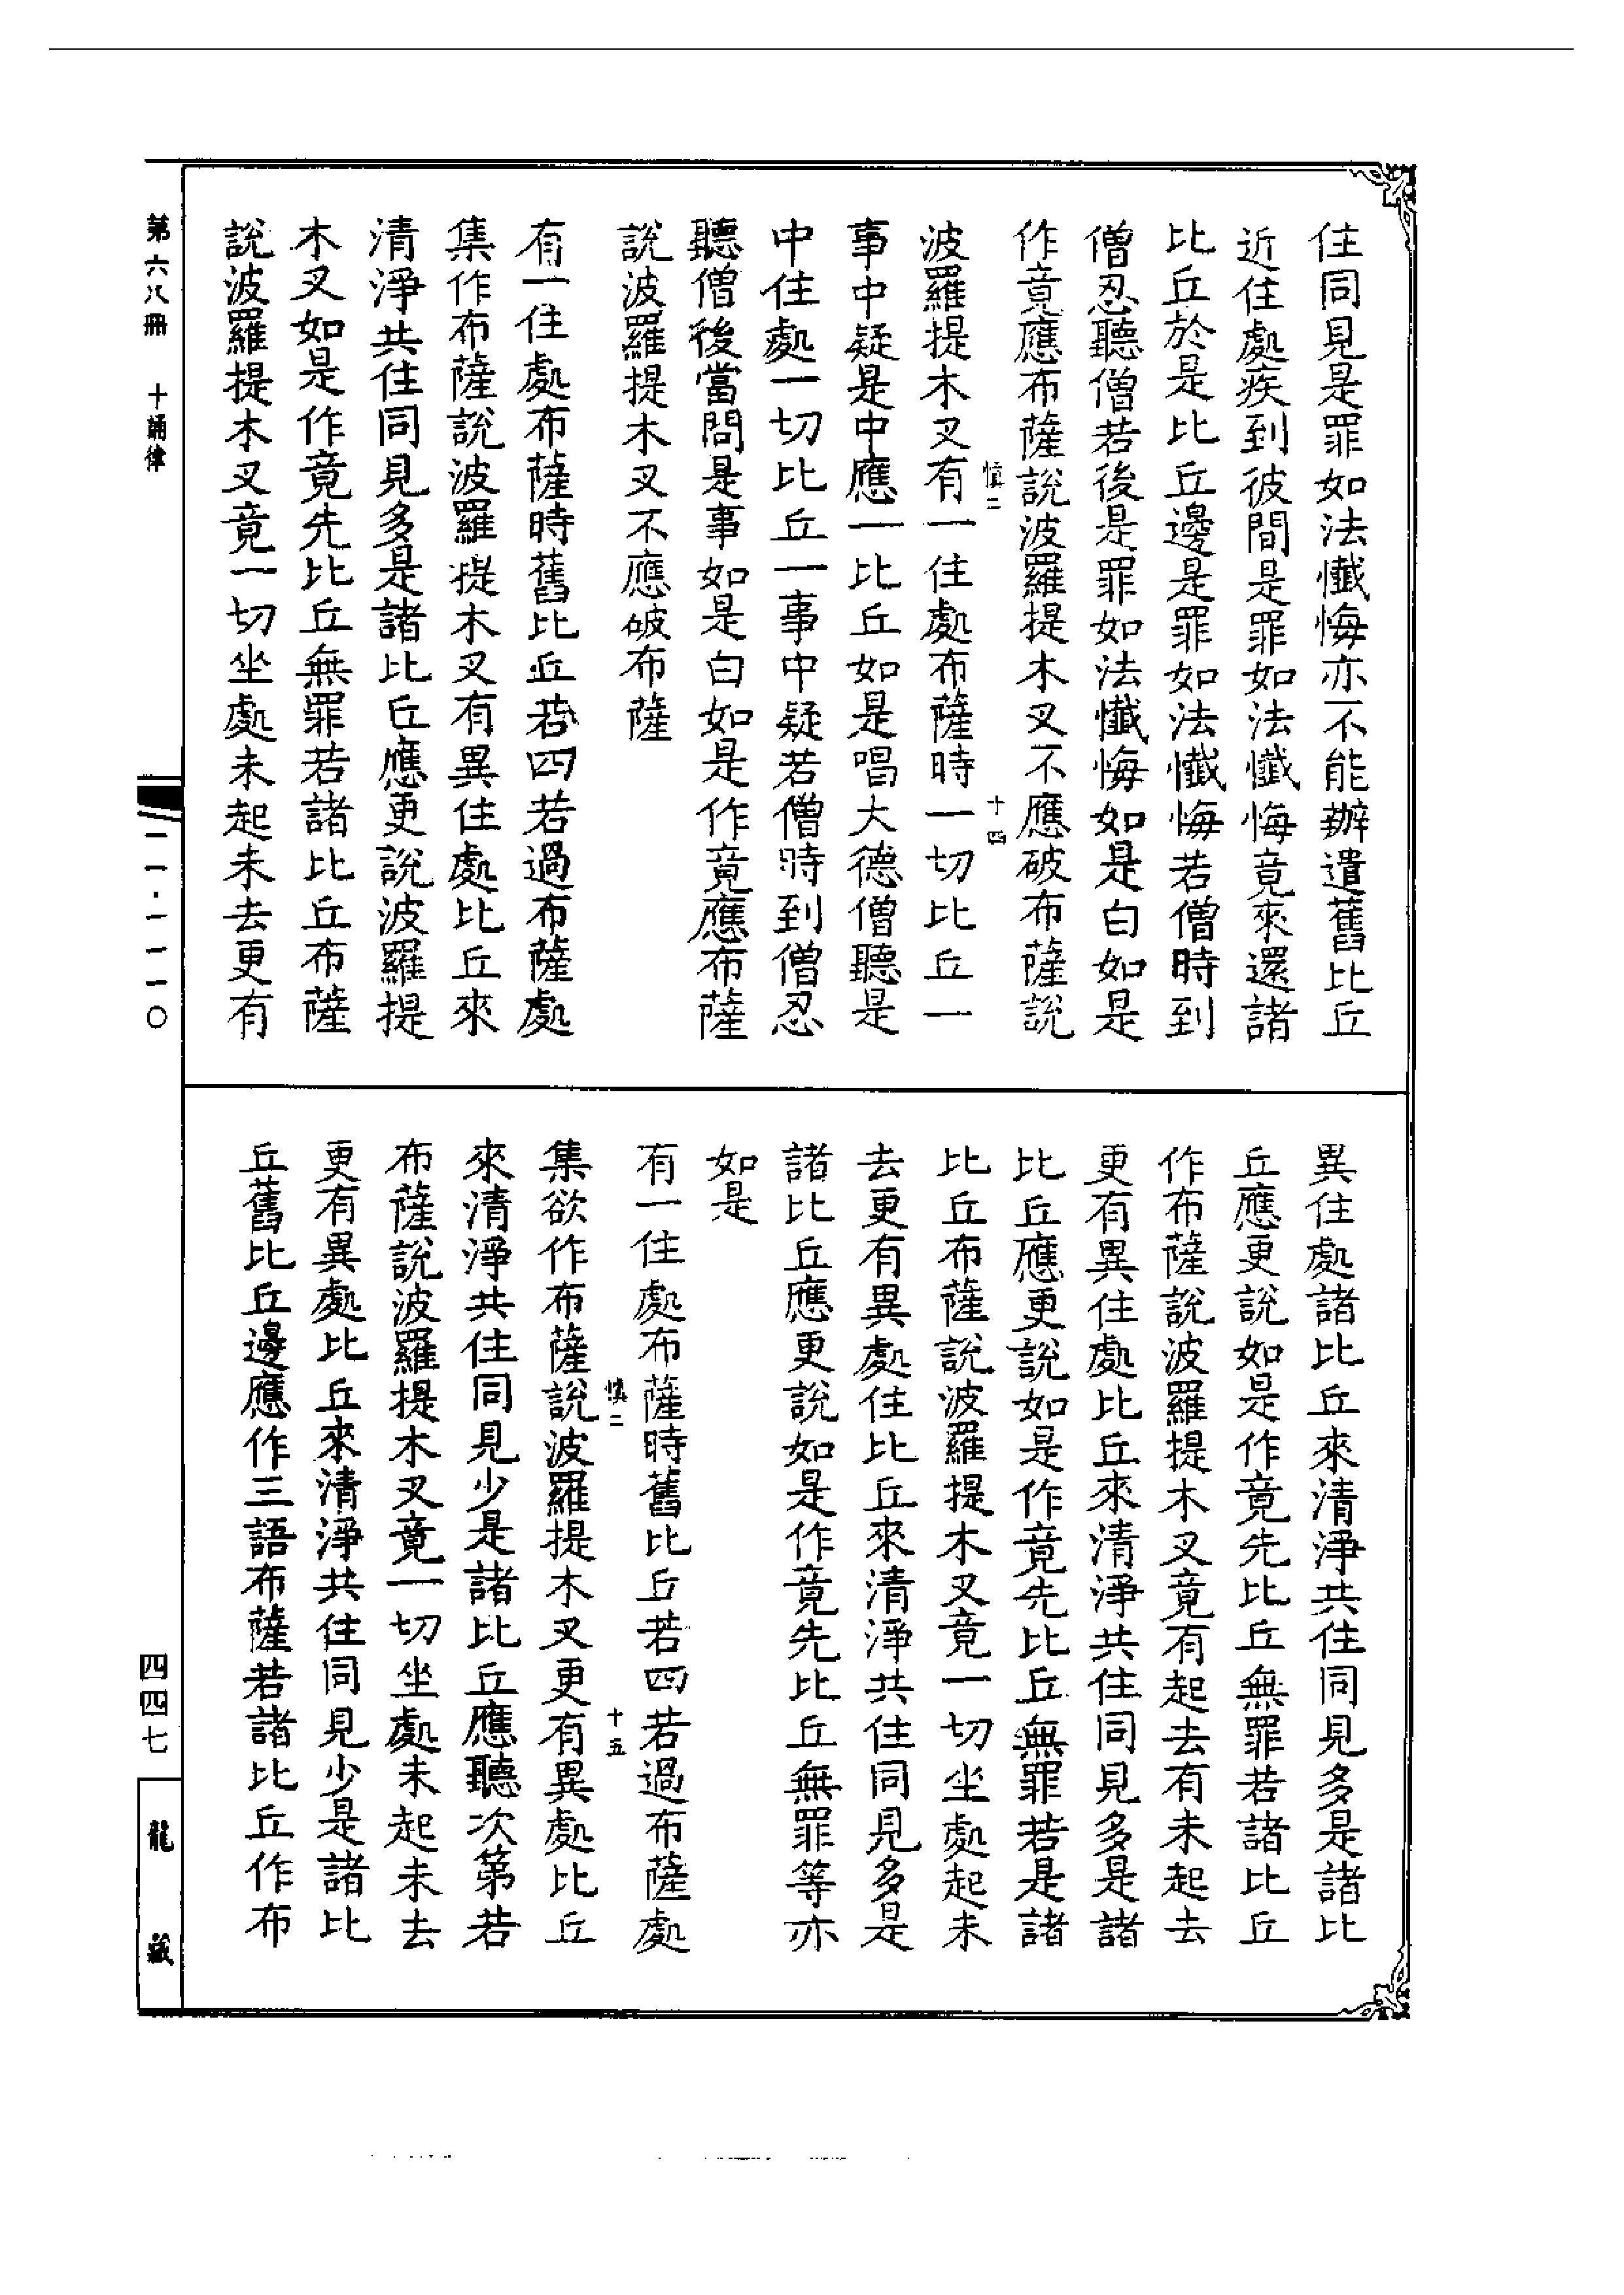 住同見是罪如法懺悔亦不能辦遣舊比丘
近住處疾到彼間是罪如法懺悔竟來還諸
比丘於是比丘邊是罪如法懺悔若僧時到
僧忍聽僧若後是罪如法懺悔如是白如是
作竟應布薩說波羅提木叉不應破布薩說
慎二
十四
波羅提木叉有一住處布薩時一切比丘一
事中疑是中應一比丘如是唱大德僧聽是
中住處一切比丘一事中疑若僧時到僧忍
聽僧後當問是事如是白如是作竟應布薩
說波羅提木叉不應破布薩
有一住處布薩時舊比丘若四若過布薩處
集作布薩說波羅提木叉有異住處比丘來
清淨共住同見多是諸比丘應更說波羅提
木叉如是作竟先比丘無罪若諸比丘布薩
說波羅提木叉竟一切坐處未起未去更有
異住處諸比丘來清淨共住同見多是諸比
丘應更說如是作竟先比丘無罪若諸比丘
作布薩說波羅提木叉竟有起去有未起去
更有異住處比丘來清淨共住同見多是諸
比丘應更說如是作竟先比丘無罪若是諸
比丘布薩說波羅提木叉竟一切坐處起未
去更有異處住比丘來清淨共住同見多是
諸比丘應更說如是作竟先比丘無罪等亦
如是
有一住處布薩時舊比丘若四若過布薩處
慎二
十五
集欲作布薩說波羅提木叉更有異處比丘
來清淨共住同見少是諸比丘應聽次第若
布薩說波羅提木叉竟一切坐處未起未去
更有異處比丘來清淨共住同見少是諸比
丘舊比丘邊應作三語布薩若諸比丘作布
第六八冊 十誦律
一一·一一一〇
四四七
龍藏